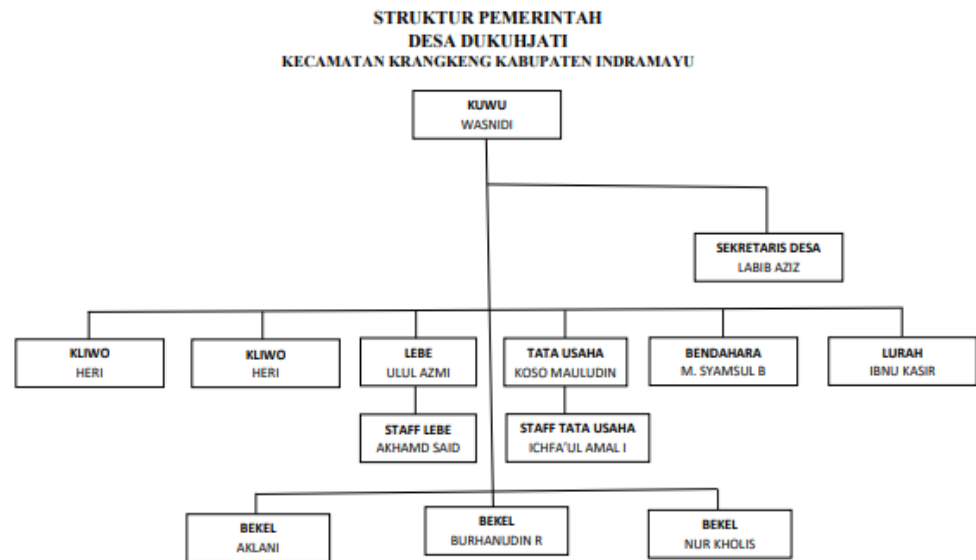 STRUKTUR PEMERINTAH
DESA DUKUHJATI
KECAMATAN KRANGKENG KABUPATEN INDRAMAYU
KUWU
WASNIDI
SEKRETARIS DESA
LABIB AZIZ
KLIWO
HERI
KLIWO
HERI
LEBE
ULUL AZMI
TATA USAHA
KOSO MAULUDIN
BENDAHARA
M. SYAMSUL B
LURAH
IBNU KASIR
STAFF LEBE
AKHAMD SAID
STAFF TATA USAHA
ICHFA'UL AMAL I
BEKEL
AKLANI
BEKEL
BURHANUDIN R
BEKEL
NUR KHOLIS